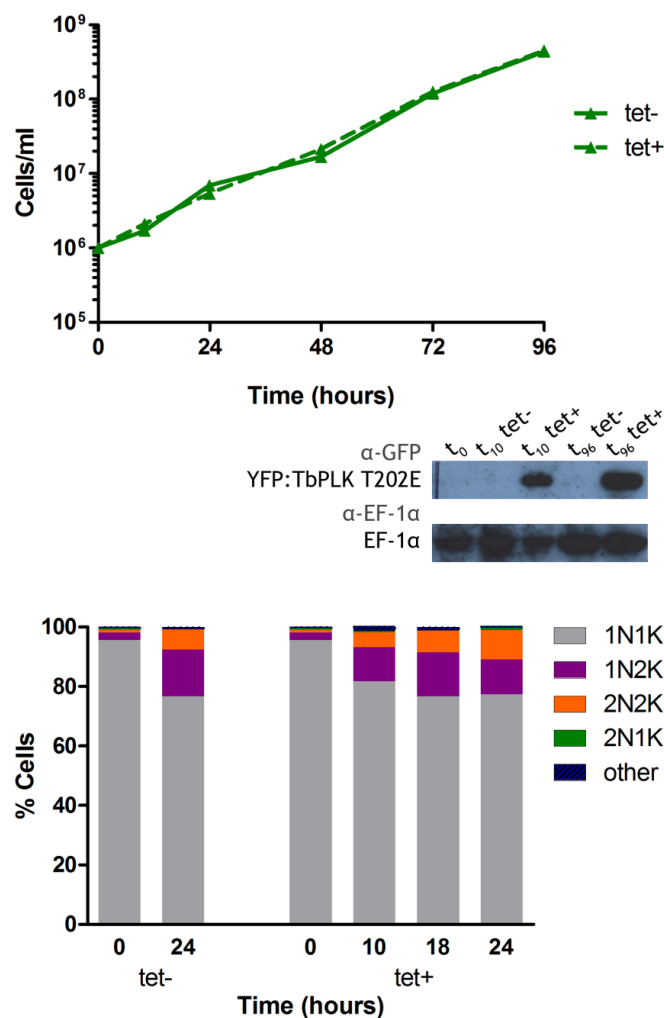 10⁹
10⁸
10⁷
10⁶
10⁵
Cells/ml
0 24 48 72 96
Time (hours)
tet-
tet+
t₀ t₁₀ tet- t₁₀ tet+ t₉₆ tet- t₉₆ tet+
α-GFP
YFP:TbPLK T202E
α-EF-1α
EF-1α
100
80
60
40
20
0
% Cells
0 24 0 10 18 24
tet- tet+
Time (hours)
1N1K
1N2K
2N2K
2N1K
other